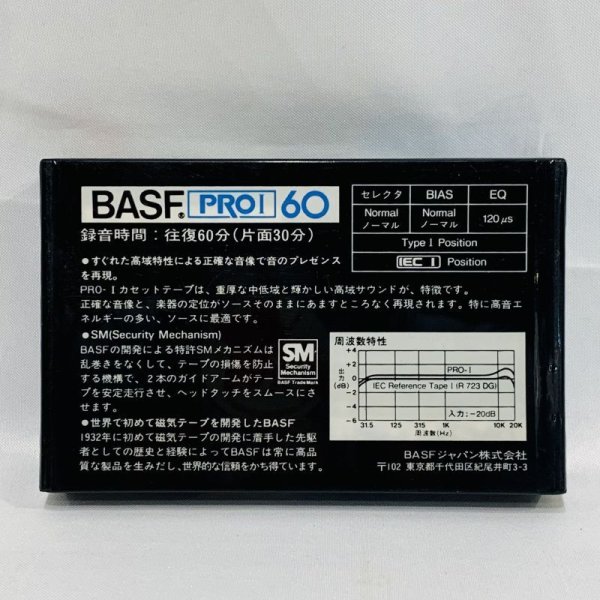 BASF® PRO I 60
録音時間:往復60分(片面30分)
セレクタ BIAS EQ
Normal ノーマル Normal ノーマル 120μs
Type I Position
IEC I Position
●すぐれた高域特性による正確な音像で音のプレゼンス
を再現。
PRO-Ⅰカセットテープは、重厚な中低域と輝かしい高域サウンドが、特徴です。
正確な音像と、楽器の定位がソースそのままにあますところなく再現されます。特に高音エ
ネルギーの多い、ソースに最適です。
●SM(Security Mechanism)
BASFの開発による特許SMメカニズムは
乱巻きをなくして、テープの損傷を防止
する機構で、2本のガイドアームがテー
プを安定走行させ、ヘッドタッチをスムースにさ
せます。
SM
Security
Mechanism
BASF Trade Mark
●世界で初めて磁気テープを開発したBASF
1932年に初めて磁気テープの開発に着手した先駆
者としての歴史と経験によってBASFは常に高品
質な製品を生みだし、世界的な信頼をかち得ています。
周波数特性
出力(dB)
+4
+2
0
-2
-4
-6
PRO-I
IEC Reference Tape I (R 723 DG)
入力:-20dB
31.5 125 315 1K 10K 20K
周波数(Hz)
BASFジャパン株式会社
〒102 東京都千代田区紀尾井町3-3